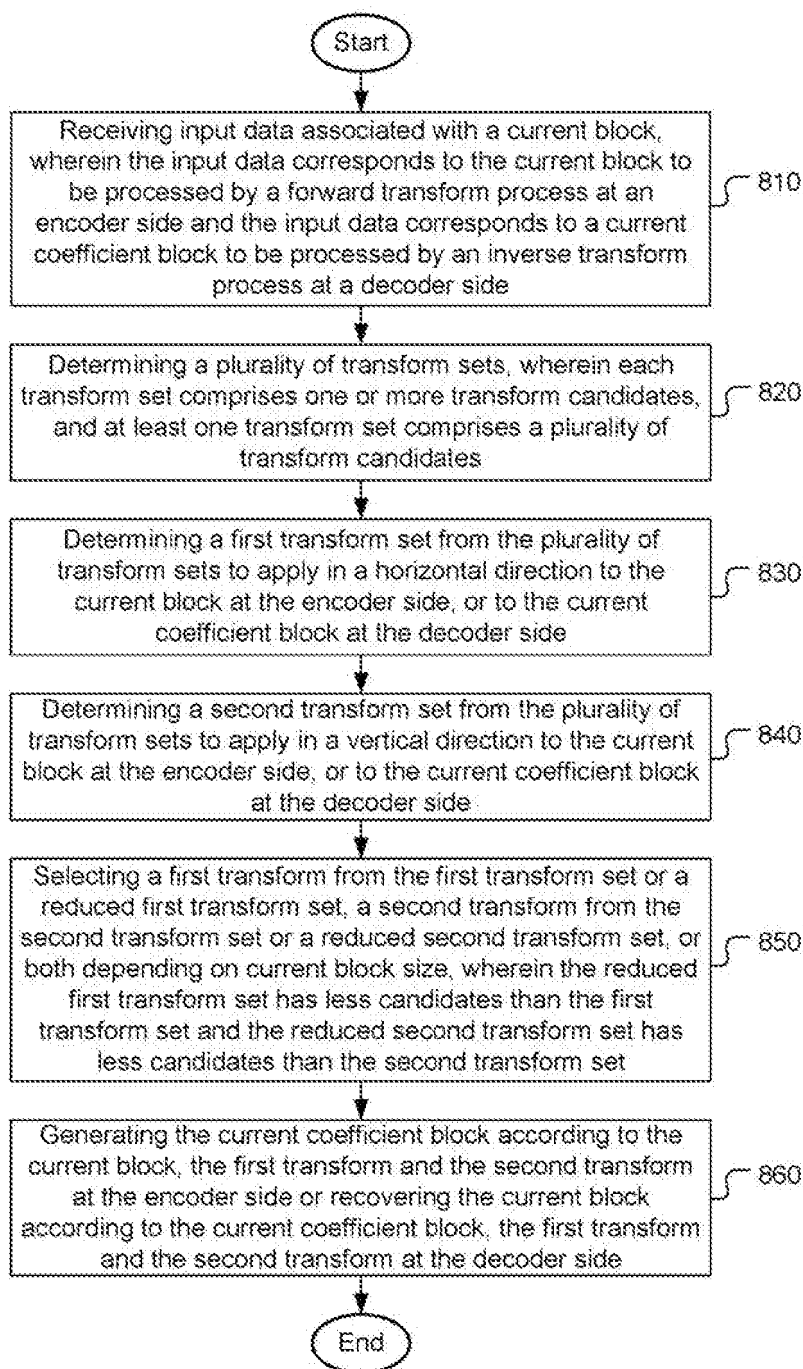 Start
Receiving input data associated with a current block,
wherein the input data corresponds to the current block to
be processed by a forward transform process at an
encoder side and the input data corresponds to a current
coefficient block to be processed by an inverse transform
process at a decoder side
810
Determining a plurality of transform sets, wherein each
transform set comprises one or more transform candidates,
and at least one transform set comprises a plurality of
transform candidates
820
Determining a first transform set from the plurality of
transform sets to apply in a horizontal direction to the
current block at the encoder side, or to the current
coefficient block at the decoder side
830
Determining a second transform set from the plurality of
transform sets to apply in a vertical direction to the current
block at the encoder side, or to the current coefficient block
at the decoder side
840
Selecting a first transform from the first transform set or a
reduced first transform set, a second transform from the
second transform set or a reduced second transform set, or
both depending on current block size, wherein the reduced
first transform set has less candidates than the first
transform set and the reduced second transform set has
less candidates than the second transform set
850
Generating the current coefficient block according to the
current block, the first transform and the second transform
at the encoder side or recovering the current block
according to the current coefficient block, the first transform
and the second transform at the decoder side
860
End